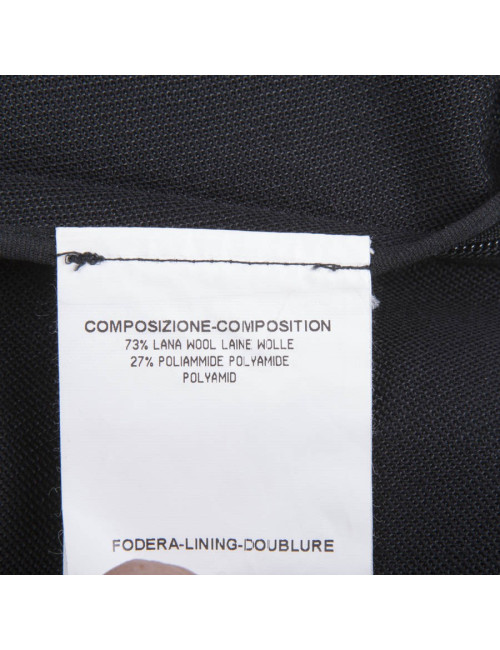 COMPOSIZIONE-COMPOSITION
73% LANA WOOL LAINE WOLLE
27% POLIAMMIDE POLYAMIDE
POLYAMID
FODERA-LINING-DOUBLURE